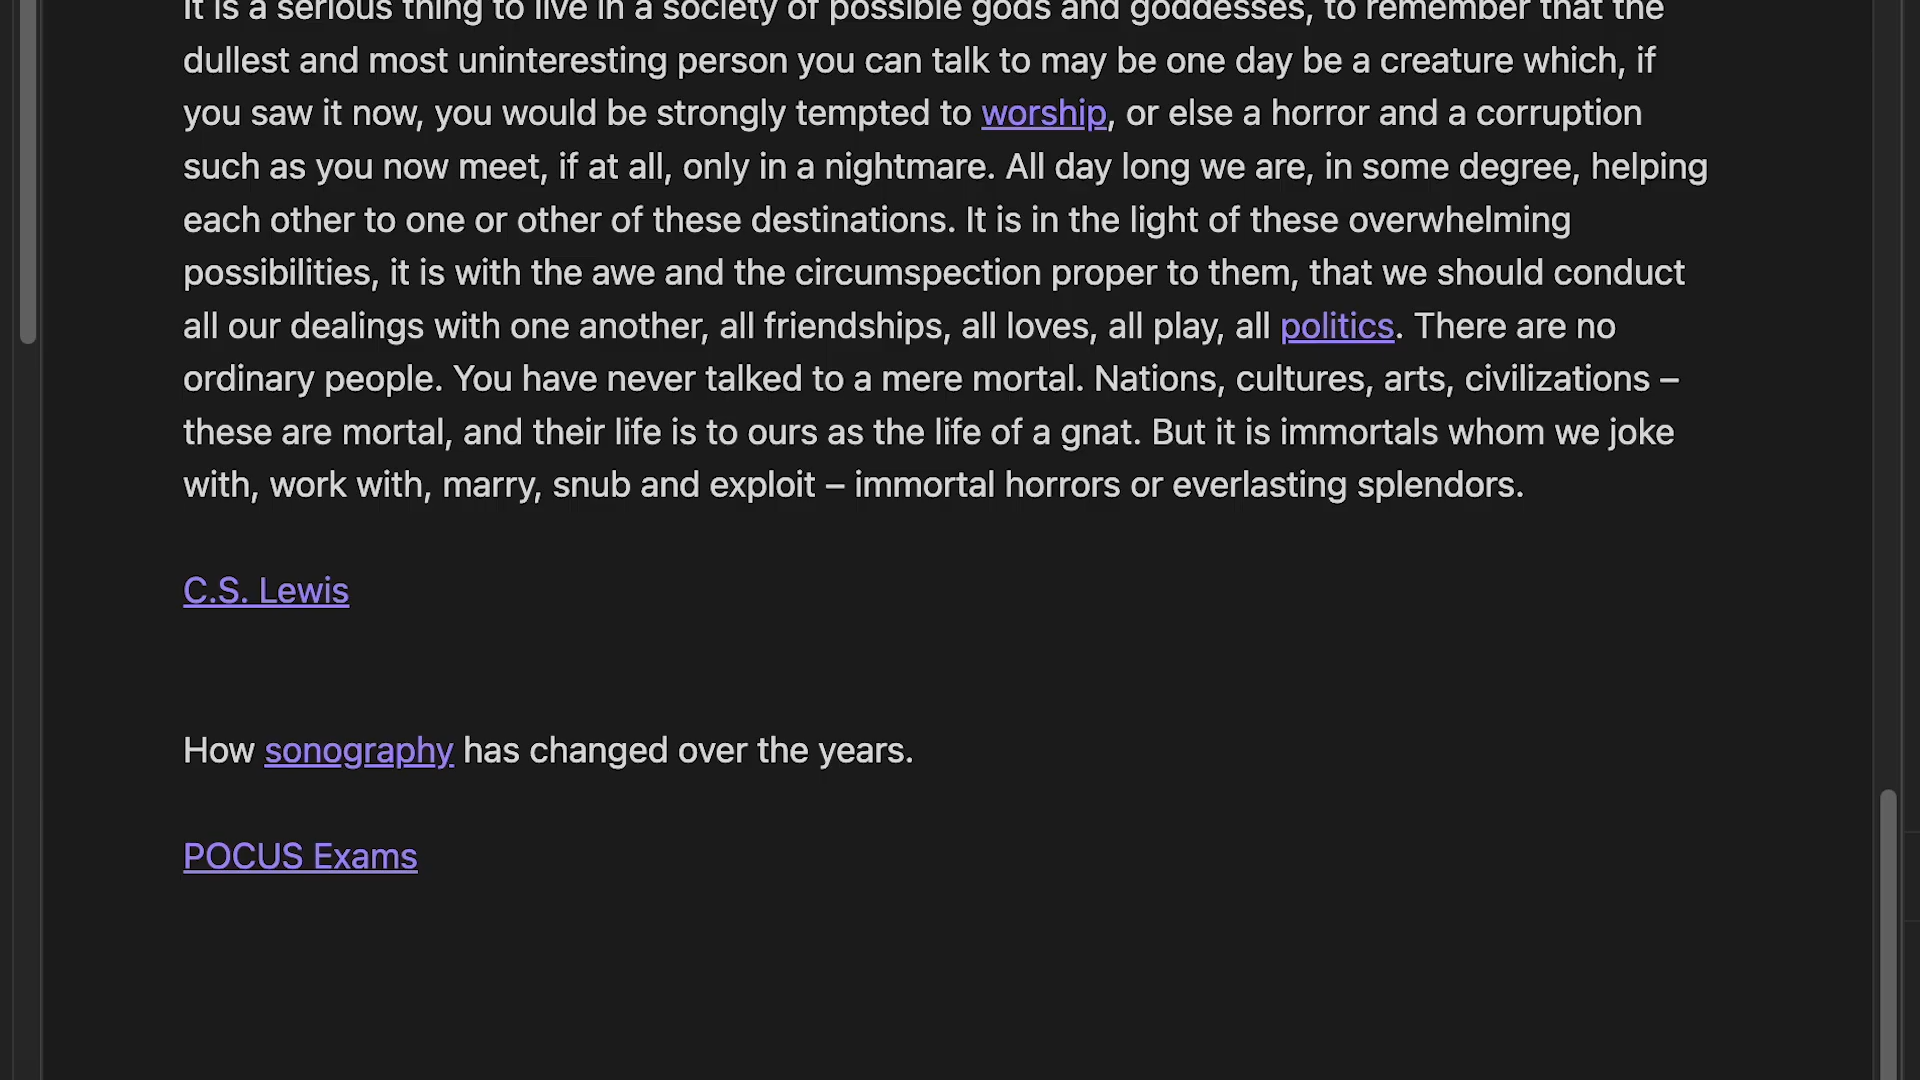 It is a serious thing to live in a society of possible gods and goddesses, to remember that the
dullest and most uninteresting person you can talk to may be one day be a creature which, if
you saw it now, you would be strongly tempted to worship, or else a horror and a corruption
such as you now meet, if at all, only in a nightmare. All day long we are, in some degree, helping
each other to one or other of these destinations. It is in the light of these overwhelming
possibilities, it is with the awe and the circumspection proper to them, that we should conduct
all our dealings with one another, all friendships, all loves, all play, all politics. There are no
ordinary people. You have never talked to a mere mortal. Nations, cultures, arts, civilizations –
these are mortal, and their life is to ours as the life of a gnat. But it is immortals whom we joke
with, work with, marry, snub and exploit – immortal horrors or everlasting splendors.
C.S. Lewis
How sonography has changed over the years.
POCUS Exams